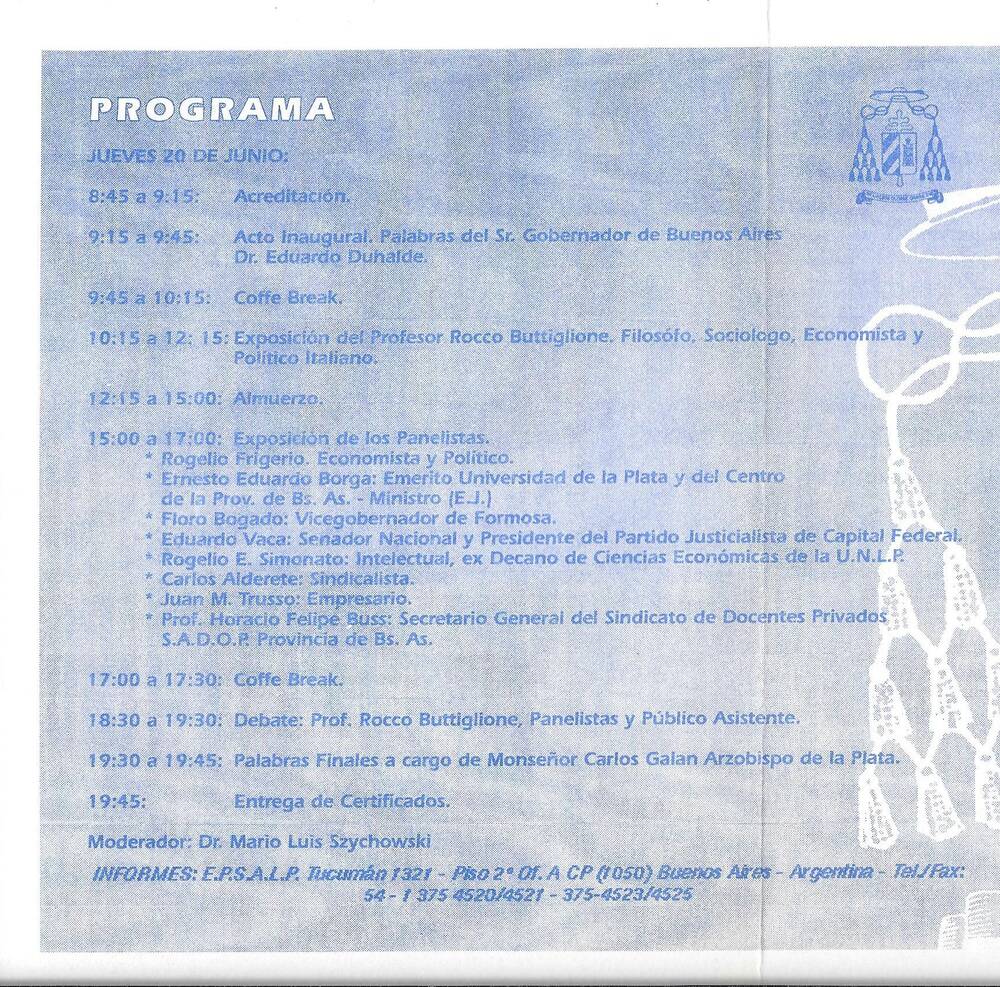 PROGRAMA
JUEVES 20 DE JUNIO:
8:45 a 9:15: Acreditación.
9:15 a 9:45: Acto Inaugural. Palabras del Sr. Gobernador de Buenos Aires
Dr. Eduardo Duhalde.
9:45 a 10:15: Coffe Break.
10:15 a 12: 15: Exposición del Profesor Rocco Buttiglione. Filosófo, Sociologo, Economista y
Político Italiano.
12:15 a 15:00: Almuerzo.
15:00 a 17:00: Exposición de los Panelistas.
* Rogelio Frigerio. Economista y Político.
* Ernesto Eduardo Borga: Emerito Universidad de la Plata y del Centro
de la Prov. de Bs. As. - Ministro (E.J.)
* Floro Bogado: Vicegobernador de Formosa.
* Eduardo Vaca: Senador Nacional y Presidente del Partido Justicialista de Capital Federal.
* Rogelio E. Simonato: Intelectual, ex Decano de Ciencias Económicas de la U.N.L.P.
* Carlos Alderete: Sindicalista.
* Juan M. Trusso: Empresario.
* Prof. Horacio Felipe Buss: Secretario General del Sindicato de Docentes Privados
S.A.D.O.P. Provincia de Bs. As.
17:00 a 17:30: Coffe Break.
18:30 a 19:30: Debate: Prof. Rocco Buttiglione, Panelistas y Público Asistente.
19:30 a 19:45: Palabras Finales a cargo de Monseñor Carlos Galan Arzobispo de la Plata.
19:45: Entrega de Certificados.
Moderador: Dr. Mario Luis Szychowski
INFORMES: E.P.S.A.L.P. Tucumán 1321 - Piso 2º Of. A CP (1050) Buenos Aires - Argentina - Tel./Fax:
54 - 1 375 4520/4521 - 375-4523/4525